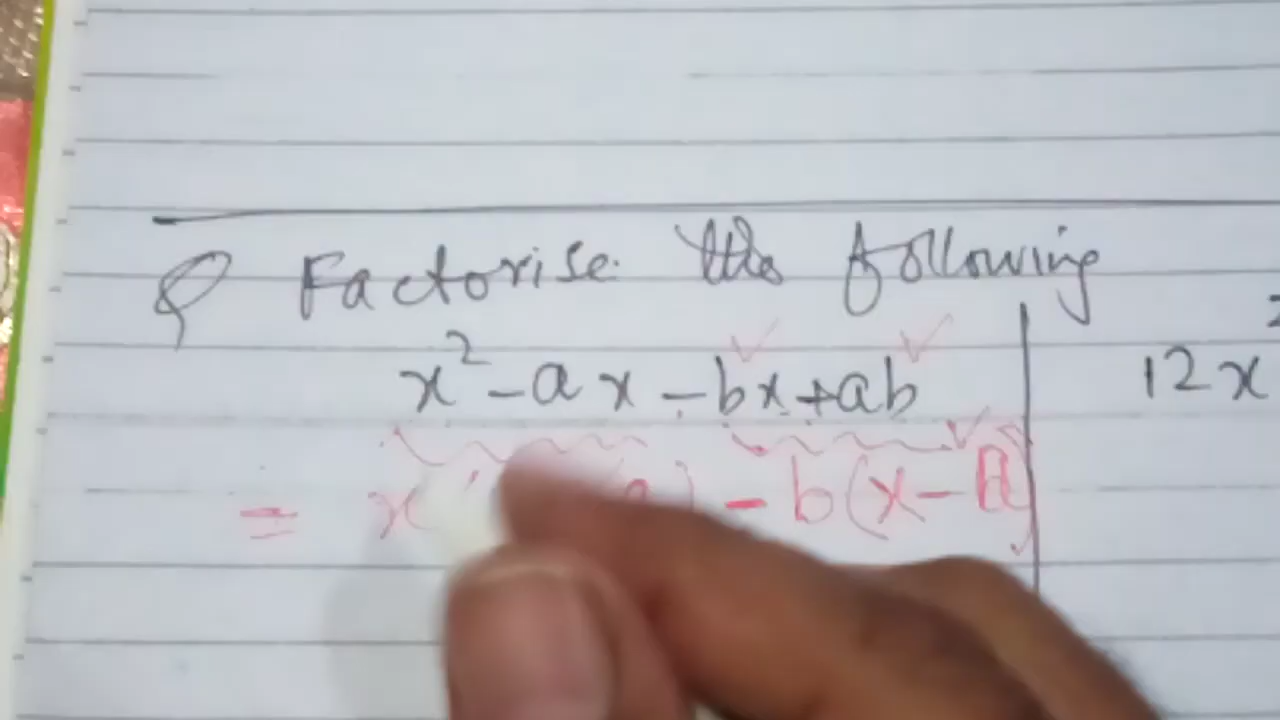 Q Factorise the following
x² - ax - bx + ab
12x
= x a) - b(x - a)